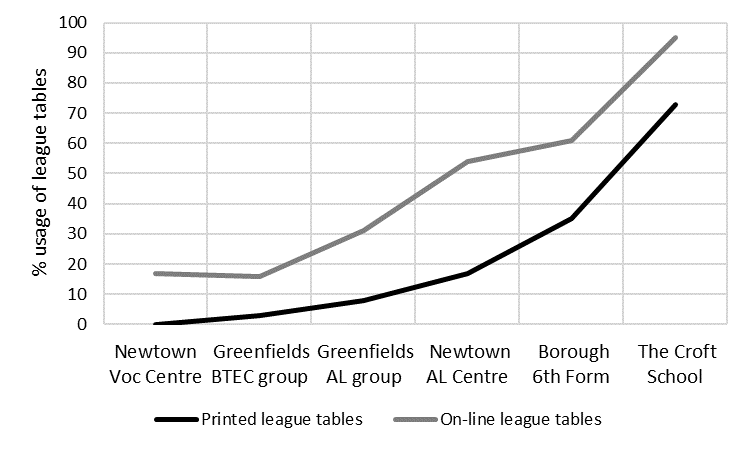 % usage of league tables
100
90
80
70
60
50
40
30
20
10
0
Newtown
Voc Centre
Greenfields
BTEC group
Greenfields
AL group
Newtown
AL Centre
Borough
6th Form
The Croft
School
Printed league tables
On-line league tables